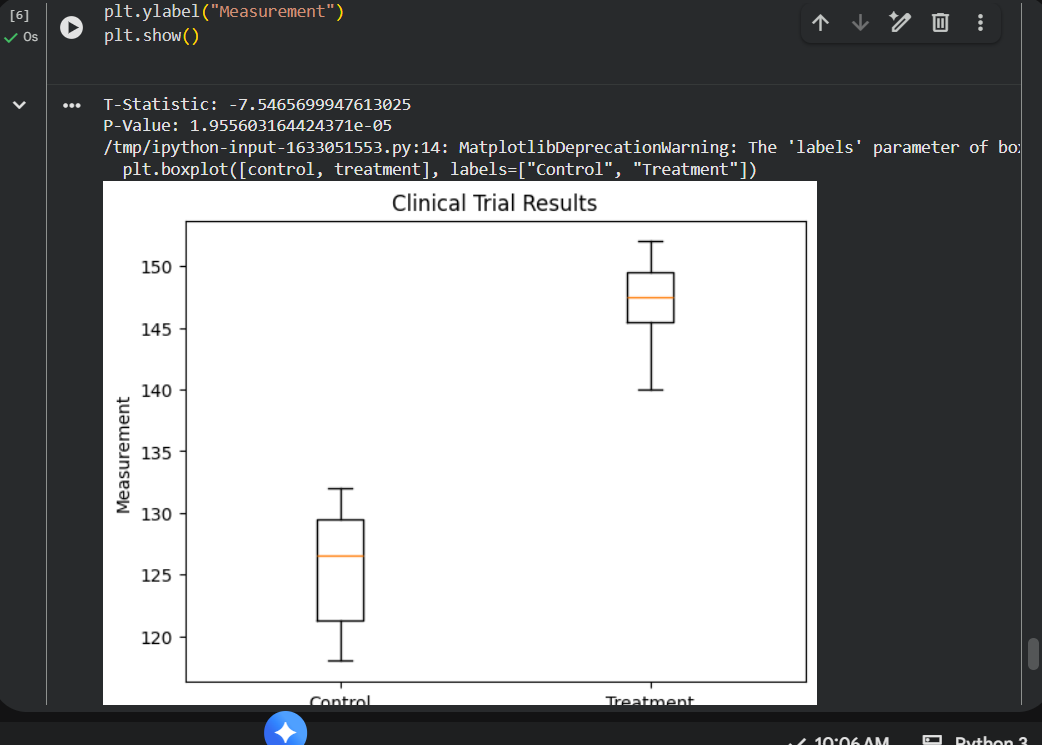 [6]
0s
plt.ylabel("Measurement")
plt.show()
T-Statistic: -7.5465699947613025
P-Value: 1.955603164424371e-05
/tmp/ipython-input-1633051553.py:14: MatplotlibDeprecationWarning: The 'labels' parameter of
plt.boxplot([control, treatment], labels=["Control", "Treatment"])
Clinical Trial Results
150
145
140
135
130
125
120
Measurement
Control
Treatment
10:06 AM
Python 3